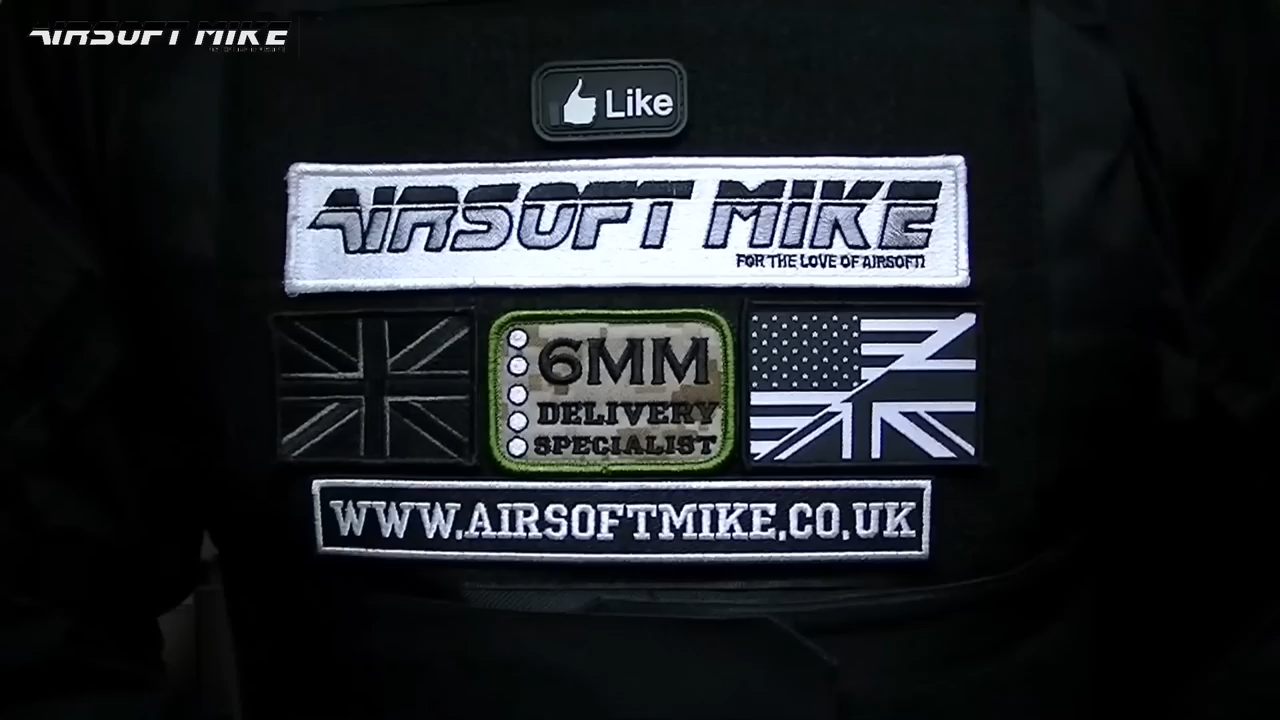 AIRSOFT MIKE
Like
AIRSOFT MIKE
FOR THE LOVE OF AIRSOFT!
6MM
DELIVERY
SPECIALIST
WWW.AIRSOFTMIKE.CO.UK